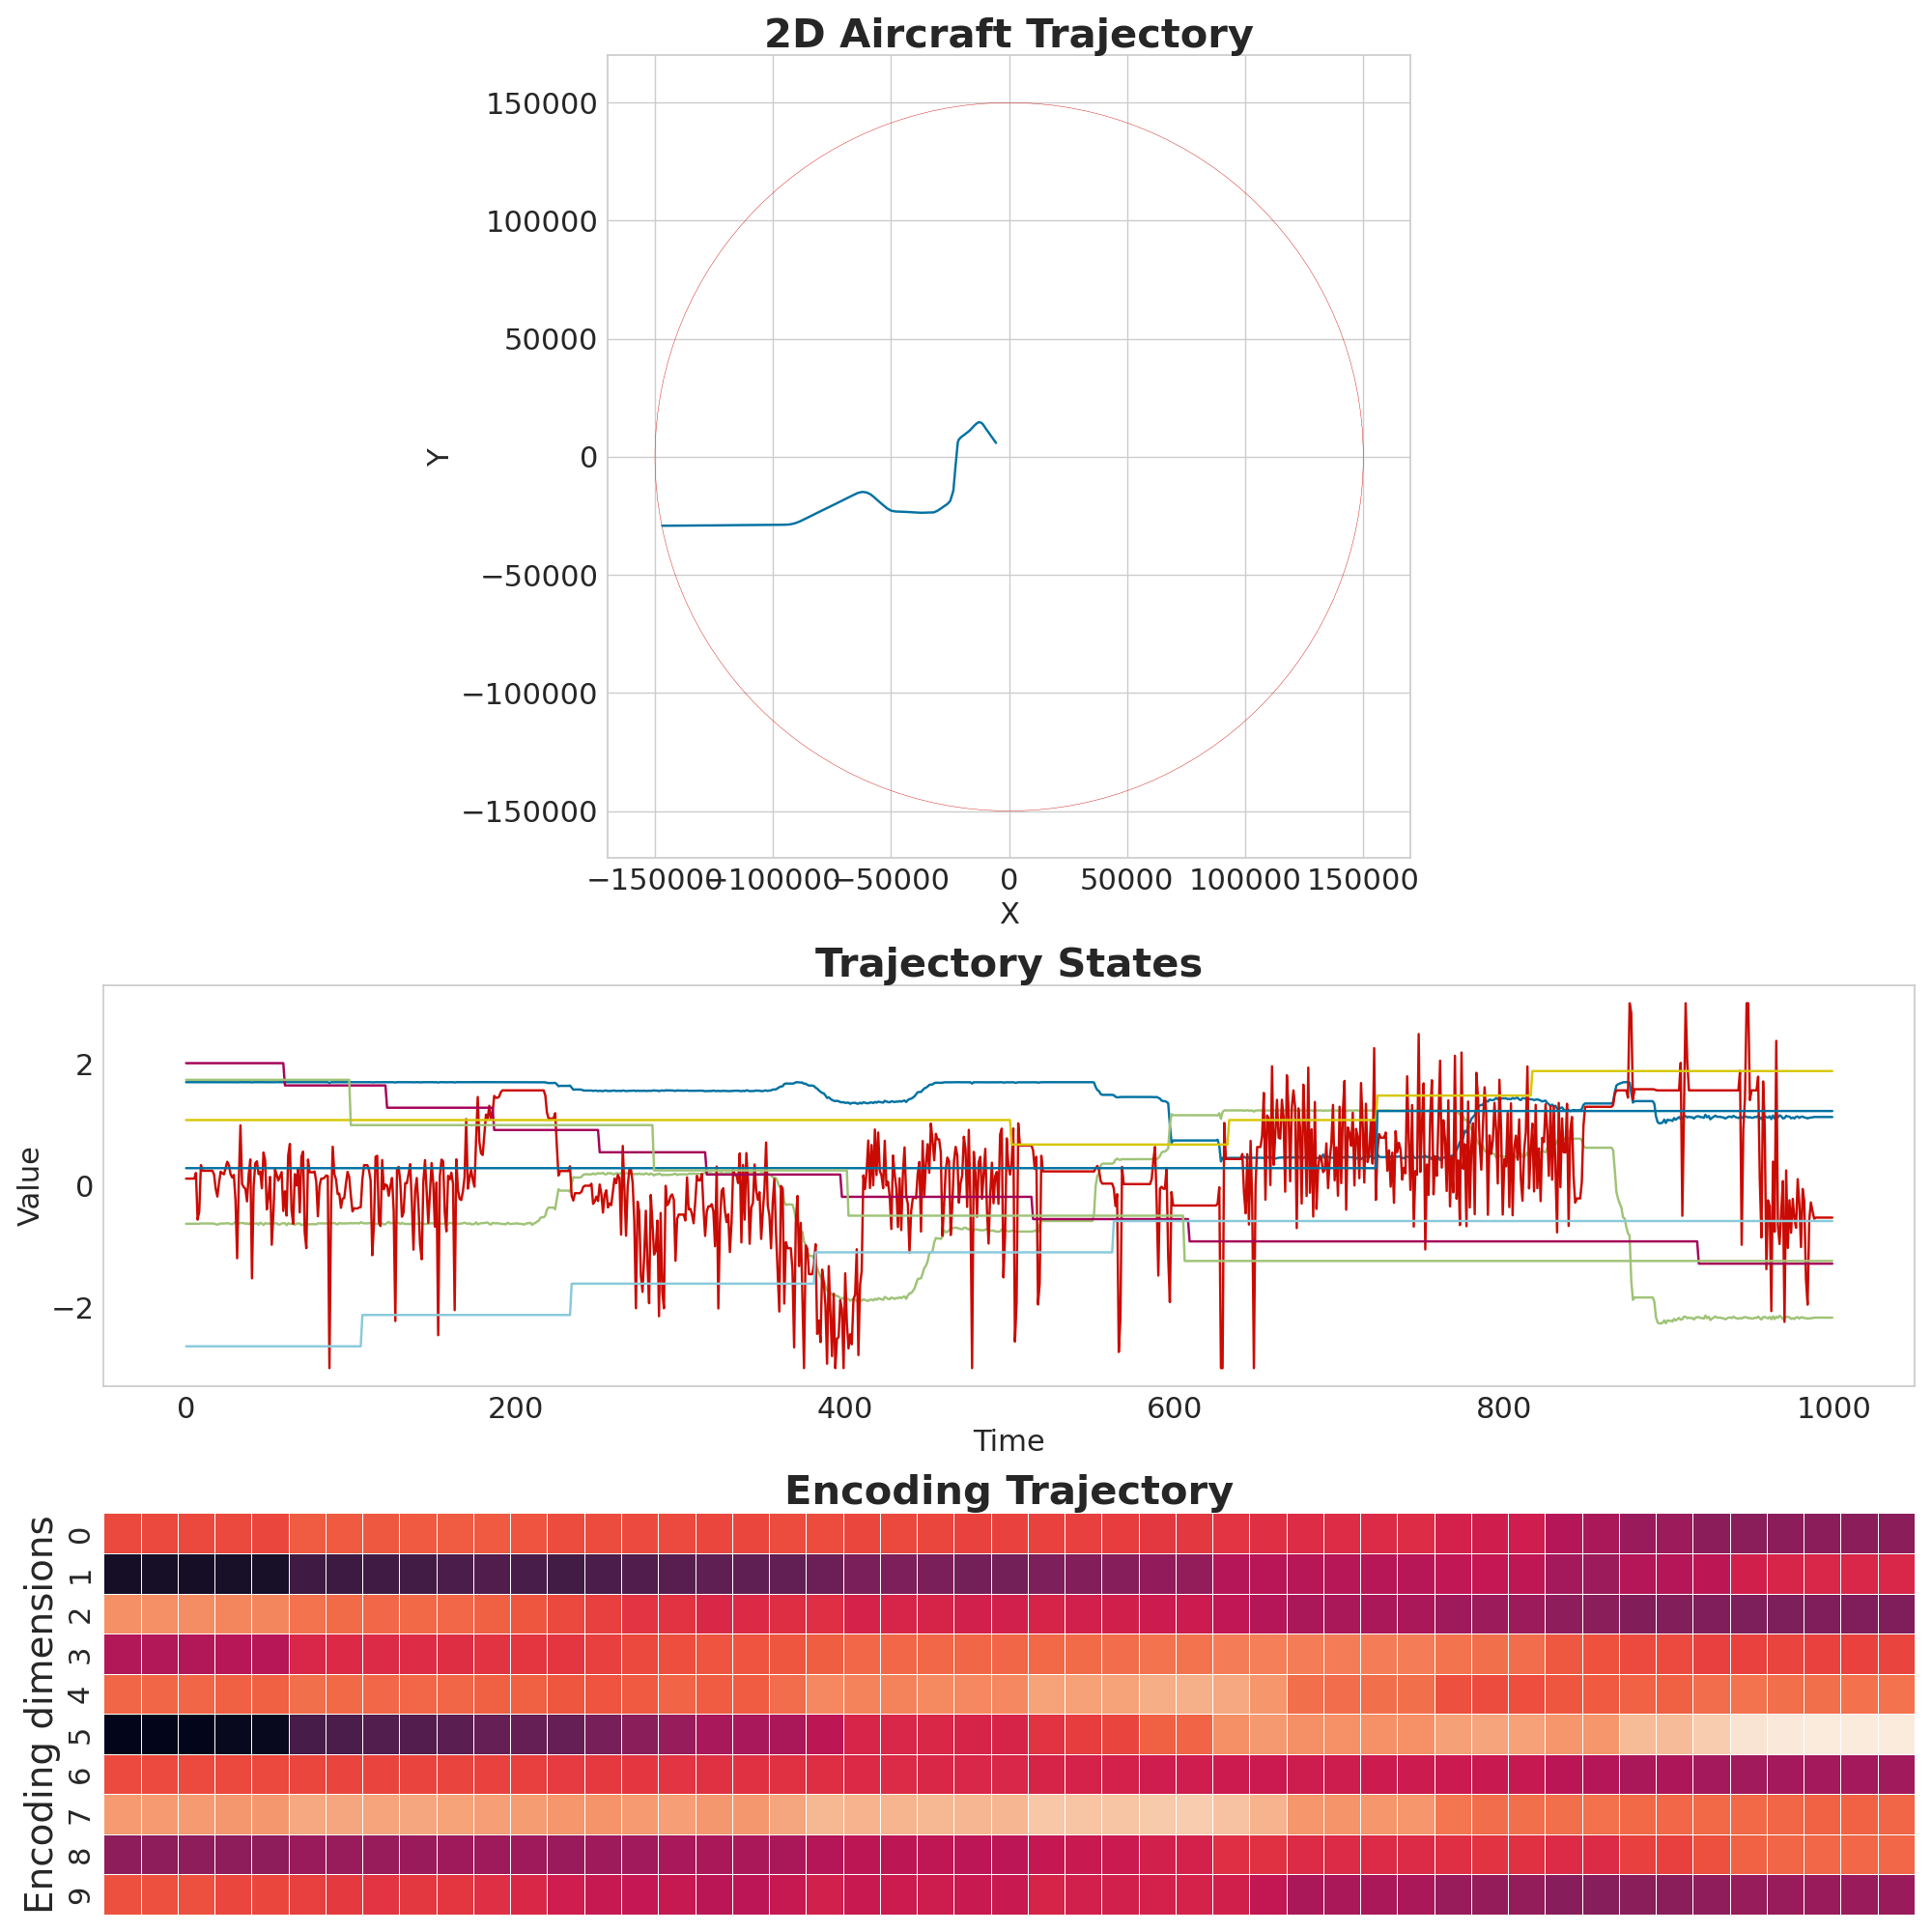 2D Aircraft Trajectory
150000
100000
50000
0
−50000
−100000
−150000
Y
−150000 −100000 −50000 0 50000 100000 150000
X
Trajectory States
2
0
−2
Value
0 200 400 600 800 1000
Time
Encoding Trajectory
Encoding dimensions
0
1
2
3
4
5
6
7
8
9